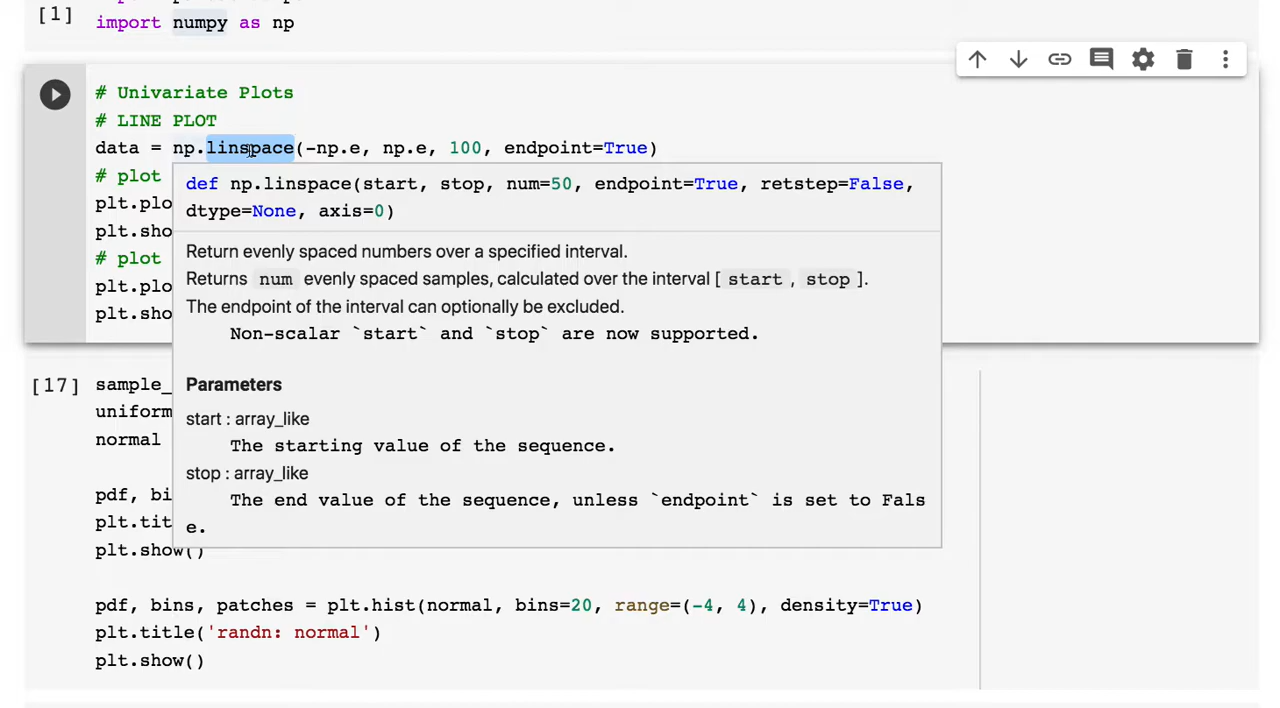 [1]
import numpy as np
# Univariate Plots
# LINE PLOT
data = np.linspace(-np.e, np.e, 100, endpoint=True)
# plot
plt.plo
plt.sho
# plot
plt.plo
plt.sho
def np.linspace(start, stop, num=50, endpoint=True, retstep=False,
dtype=None, axis=0)
Return evenly spaced numbers over a specified interval.
Returns num evenly spaced samples, calculated over the interval [ start , stop ].
The endpoint of the interval can optionally be excluded.
Non-scalar `start` and `stop` are now supported.
Parameters
start : array_like
The starting value of the sequence.
stop : array_like
The end value of the sequence, unless `endpoint` is set to Fals
e.
[17] sample_
uniform
normal
pdf, bi
plt.tit
plt.show()
pdf, bins, patches = plt.hist(normal, bins=20, range=(-4, 4), density=True)
plt.title('randn: normal')
plt.show()